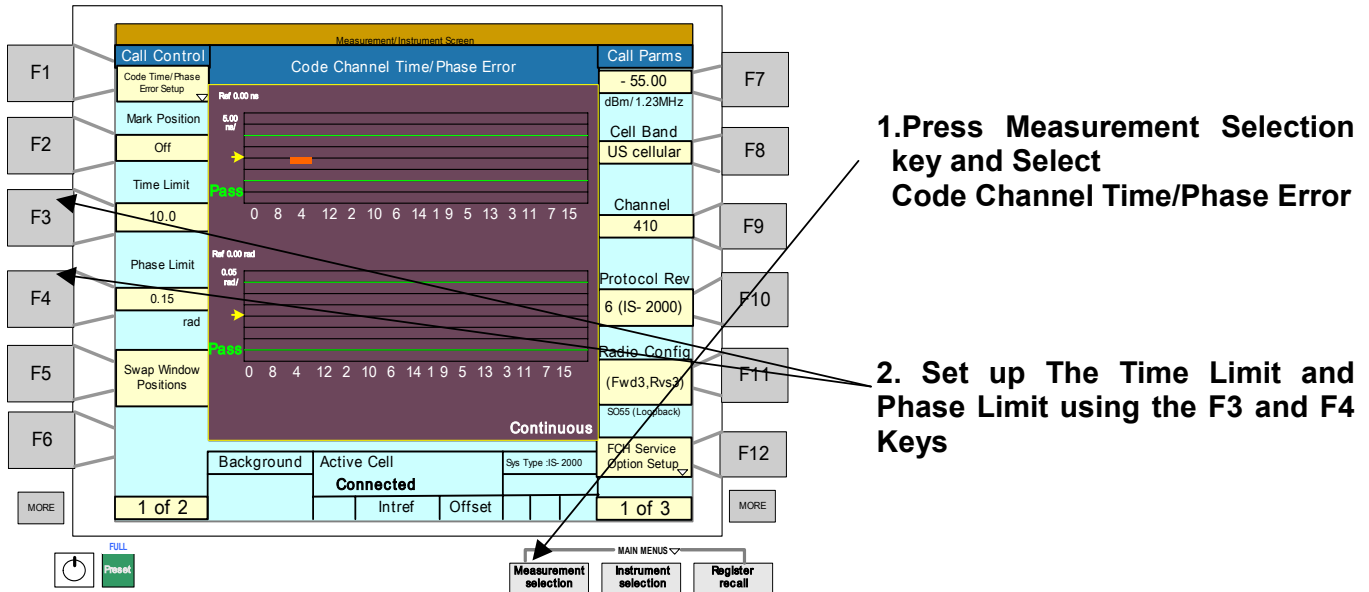 Measurement/Instrument Screen
Call Control
Code Channel Time/Phase Error
Call Parms
F1
Code Time/Phase
Error Setup
Ref 0.00 ns
- 55.00
F7
dBm/1.23MHz
Mark Position
5.00
ns/
Cell Band
F2
Off
US cellular
F8
Time Limit
Pass
Channel
F3
10.0
0 8 4 12 2 10 6 14 1 9 5 13 3 11 7 15
410
F9
Phase Limit
Ref 0.00 rad
0.05
rad/
Protocol Rev
F4
0.15
6 (IS- 2000)
F10
rad
Pass
Radio Config
F5
Swap Window
Positions
0 8 4 12 2 10 6 14 1 9 5 13 3 11 7 15
(Fwd3,Rvs3)
F11
SO55 (Loopback)
Continuous
F6
FCH Service
Option Setup
F12
Background
Active Cell
Sys Type :IS- 2000
Connected
MORE
1 of 2
Intref
Offset
1 of 3
MORE
FULL
Preset
MAIN MENUS
Measurement
selection
Instrument
selection
Register
recall
1.Press Measurement Selection
key and Select
Code Channel Time/Phase Error
2. Set up The Time Limit and
Phase Limit using the F3 and F4
Keys